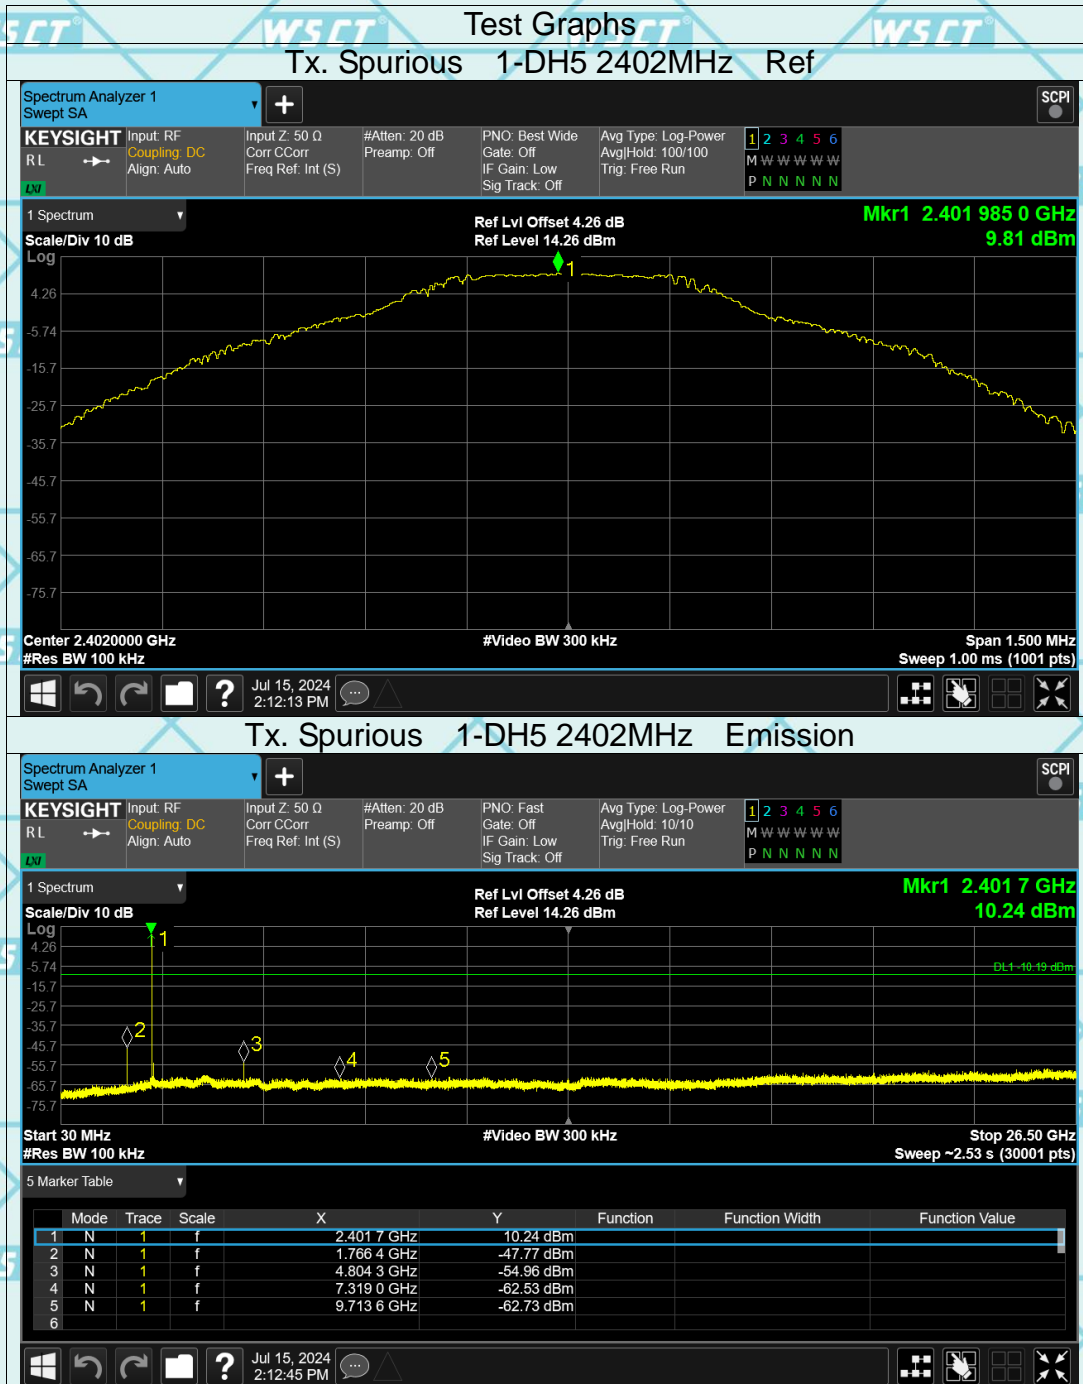 WSCT WSCT WSCT WSCT
Test Graphs
Tx. Spurious 1-DH5 2402MHz Ref
Spectrum Analyzer 1
Swept SA
+
SCPI
KEYSIGHT
R L
LXI
Input: RF
Coupling: DC
Align: Auto
Input Z: 50 Ω
Corr CCorr
Freq Ref: Int (S)
#Atten: 20 dB
Preamp: Off
PNO: Best Wide
Gate: Off
IF Gain: Low
Sig Track: Off
Avg Type: Log-Power
Avg|Hold: 100/100
Trig: Free Run
1 2 3 4 5 6
M W W W W W
P N N N N N
1 Spectrum
Scale/Div 10 dB
Log
Ref Lvl Offset 4.26 dB
Ref Level 14.26 dBm
Mkr1 2.401 985 0 GHz
9.81 dBm
1
4.26
-5.74
-15.7
-25.7
-35.7
-45.7
-55.7
-65.7
-75.7
Center 2.4020000 GHz
#Res BW 100 kHz
#Video BW 300 kHz
Span 1.500 MHz
Sweep 1.00 ms (1001 pts)
?
Jul 15, 2024
2:12:13 PM
Tx. Spurious 1-DH5 2402MHz Emission
Spectrum Analyzer 1
Swept SA
+
SCPI
KEYSIGHT
R L
LXI
Input: RF
Coupling: DC
Align: Auto
Input Z: 50 Ω
Corr CCorr
Freq Ref: Int (S)
#Atten: 20 dB
Preamp: Off
PNO: Fast
Gate: Off
IF Gain: Low
Sig Track: Off
Avg Type: Log-Power
Avg|Hold: 10/10
Trig: Free Run
1 2 3 4 5 6
M W W W W W
P N N N N N
1 Spectrum
Scale/Div 10 dB
Log
Ref Lvl Offset 4.26 dB
Ref Level 14.26 dBm
Mkr1 2.401 7 GHz
10.24 dBm
1
2
3
4
5
DL1 -10.19 dBm
4.26
-5.74
-15.7
-25.7
-35.7
-45.7
-55.7
-65.7
-75.7
Start 30 MHz
#Res BW 100 kHz
#Video BW 300 kHz
Stop 26.50 GHz
Sweep ~2.53 s (30001 pts)
5 Marker Table
Mode Trace Scale X Y Function Function Width Function Value
1 N 1 f 2.401 7 GHz 10.24 dBm
2 N 1 f 1.766 4 GHz -47.77 dBm
3 N 1 f 4.804 3 GHz -54.96 dBm
4 N 1 f 7.319 0 GHz -62.53 dBm
5 N 1 f 9.713 6 GHz -62.73 dBm
6
?
Jul 15, 2024
2:12:45 PM